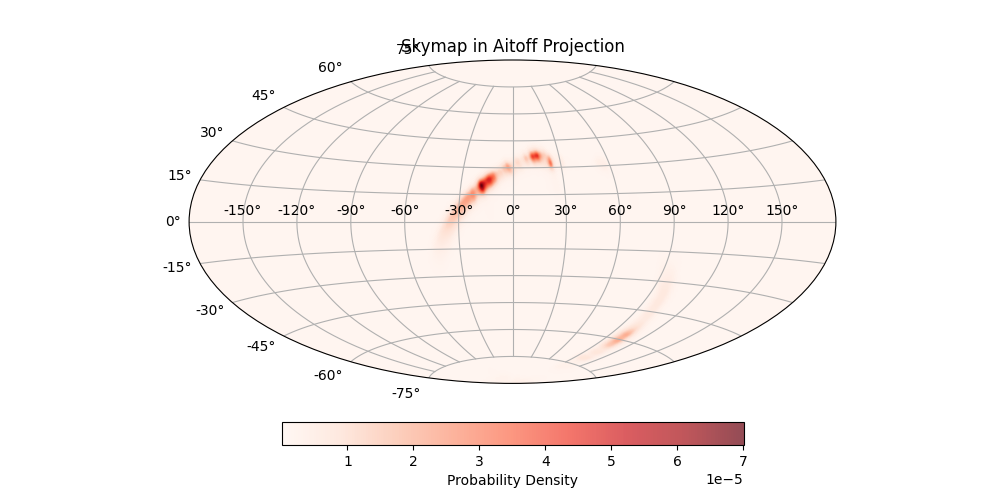 Skymap in Aitoff Projection
75°
60°
45°
30°
15°
-150° -120° -90° -60° -30° 0° 30° 60° 90° 120° 150°
0°
-15°
-30°
-45°
-60°
-75°
1 2 3 4 5 6 7
1e−5
Probability Density